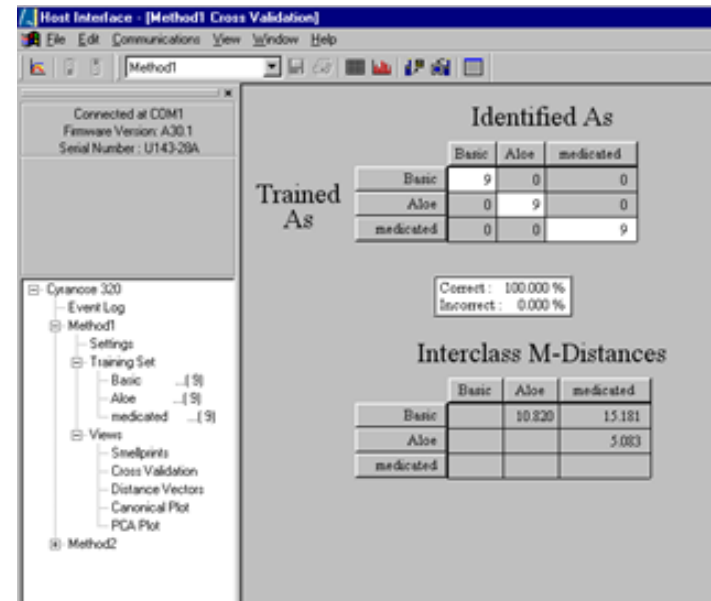 Host Interface - [Method1 Cross Validation]
File Edit Communications View Window Help
Method1
Connected at COM1
Firmware Version: A30.1
Serial Number : U143-28A
Cyranose 320
Event Log
Method1
Settings
Training Set
Basic ...( 9)
Aloe ...( 9)
medicated ...( 9)
Views
Smellprints
Cross Validation
Distance Vectors
Canonical Plot
PCA Plot
Method2
Identified As
Basic Aloe medicated
Trained As
Basic 9 0 0
Aloe 0 9 0
medicated 0 0 9
Correct : 100.000 %
Incorrect : 0.000 %
Interclass M-Distances
Basic Aloe medicated
Basic 10.820 15.181
Aloe 5.083
medicated